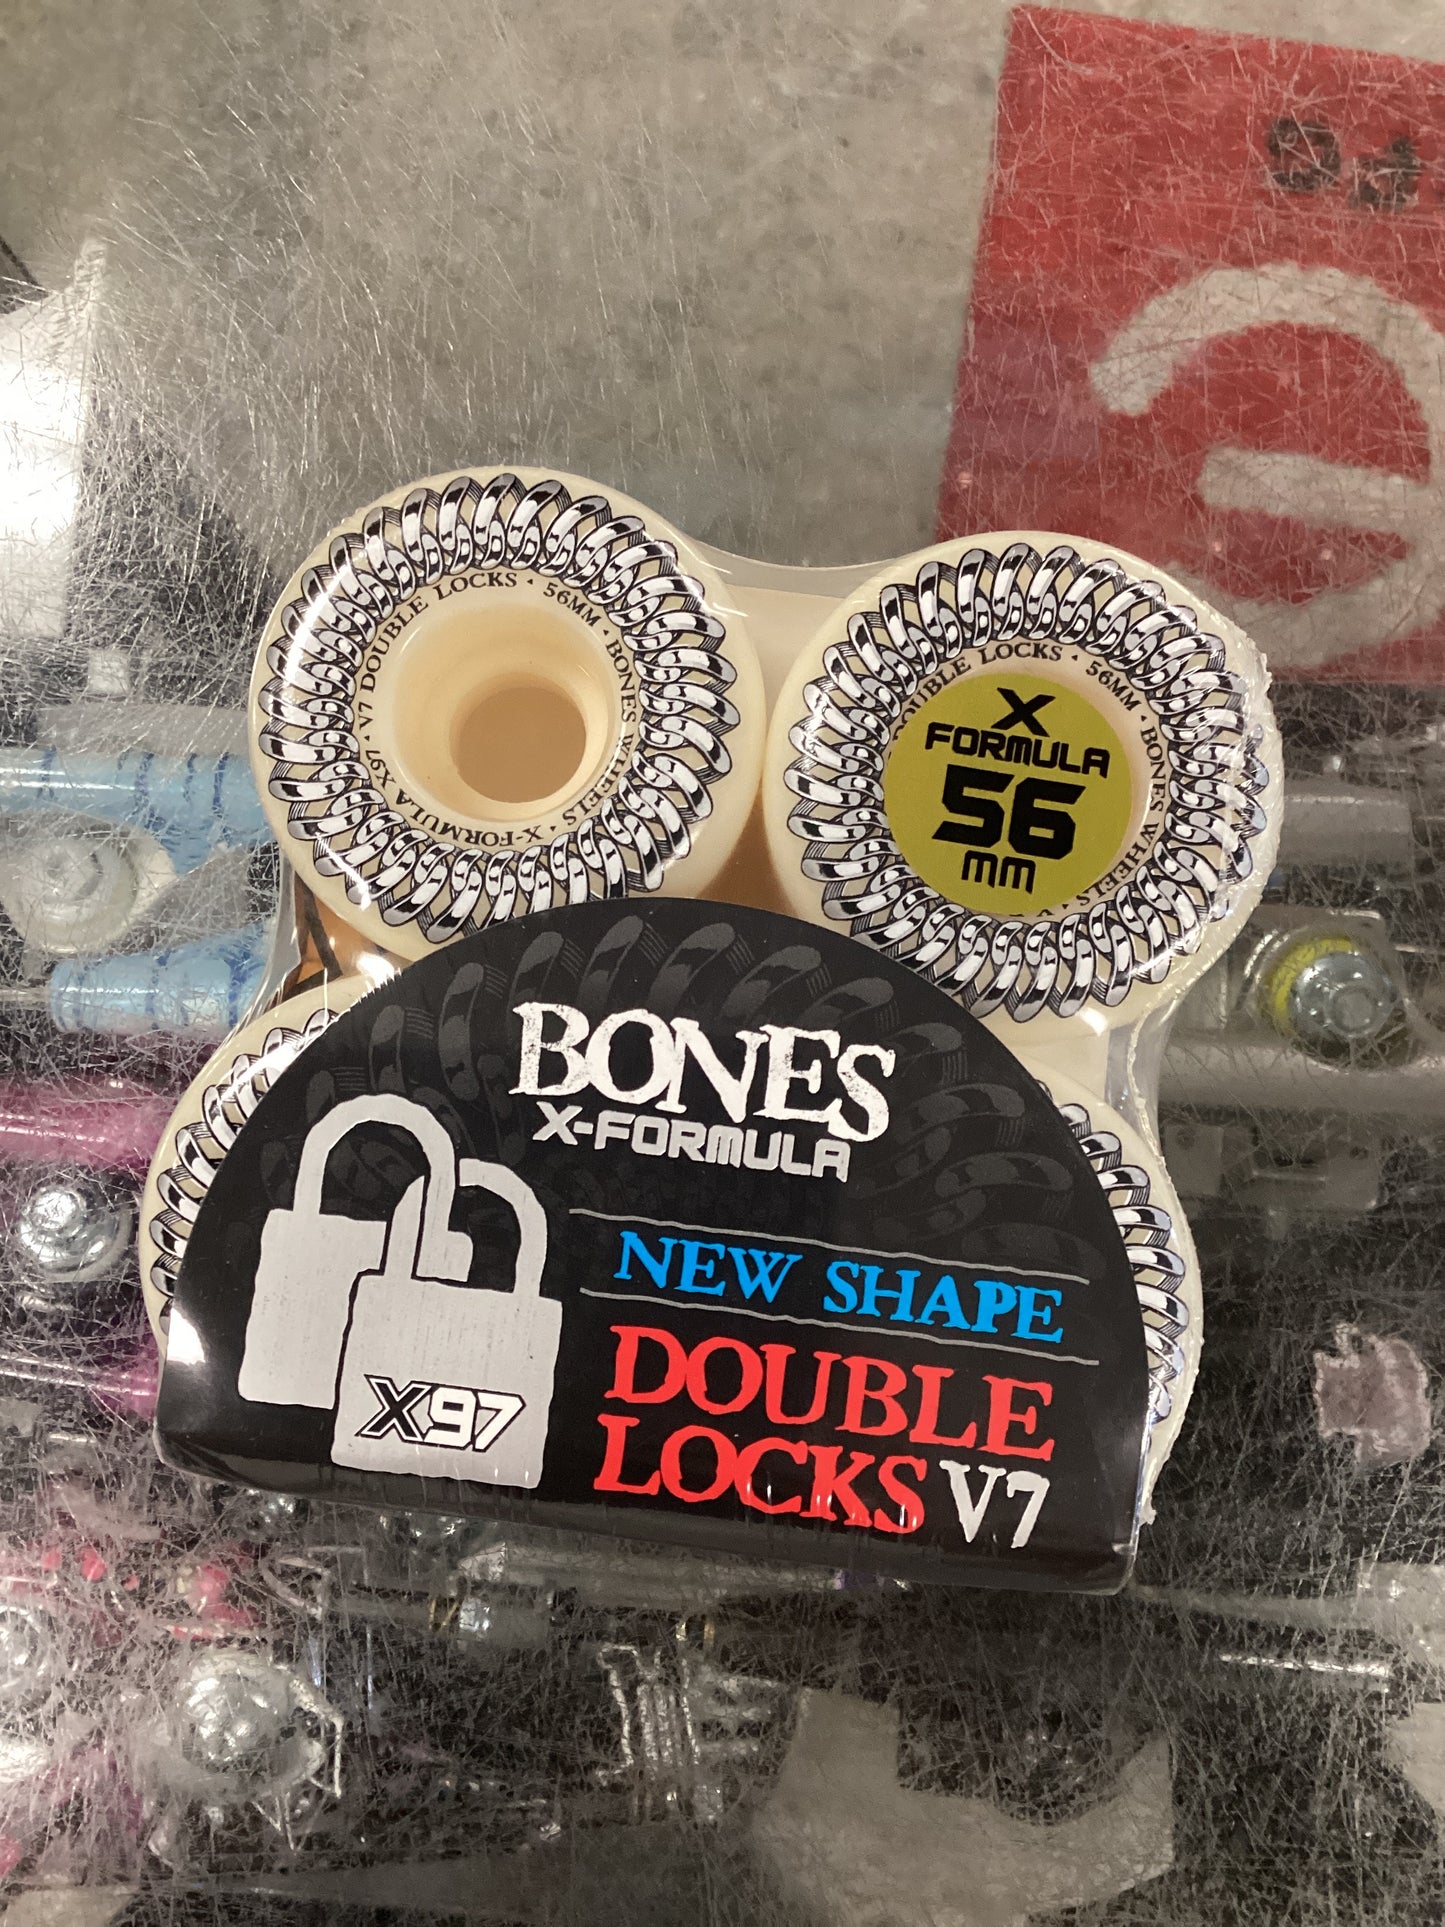 V7 DOUBLE LOCKS • 56MM • BONES WHEELS • X-FORMULA X97 •
DOUBLE LOCKS • 56MM • BONES WHEELS •
X
FORMULA
56
MM
BONES
X-FORMULA
NEW SHAPE
DOUBLE
LOCKS V7
X97